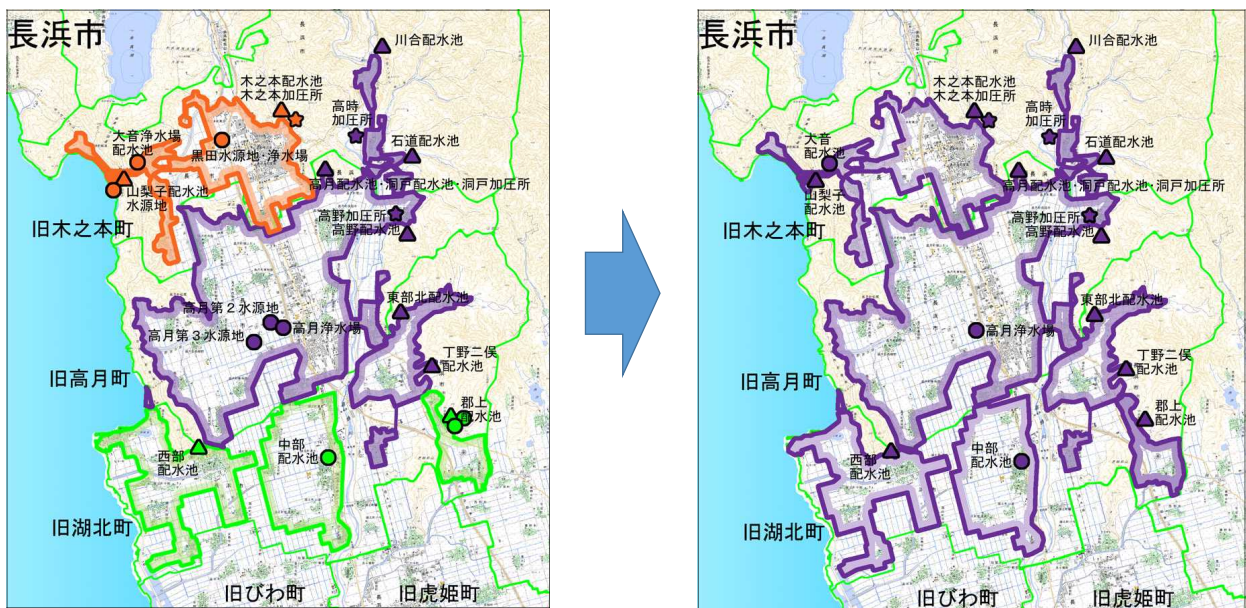 長浜市
川合配水池
木之本配水池
木之本加圧所
高時
加圧所
大音浄水場
配水池
黒田水源地・浄水場
石道配水池
山梨子配水池
水源地
高月配水池・洞戸配水池・洞戸加圧所
旧木之本町
高野加圧所
高野配水池
東部北配水池
高月第2水源地
高月第3水源地
高月浄水場
丁野二俣
配水池
旧高月町
郡上
配水池
西部
配水池
中部
配水池
旧湖北町
旧びわ町
旧虎姫町
長浜市
川合配水池
木之本配水池
木之本加圧所
高時
加圧所
大音
配水池
石道配水池
山梨子
配水池
高月配水池・洞戸配水池・洞戸加圧所
旧木之本町
高野加圧所
高野配水池
東部北配水池
高月浄水場
丁野二俣
配水池
旧高月町
郡上
配水池
西部
配水池
中部
配水池
旧湖北町
旧びわ町
旧虎姫町